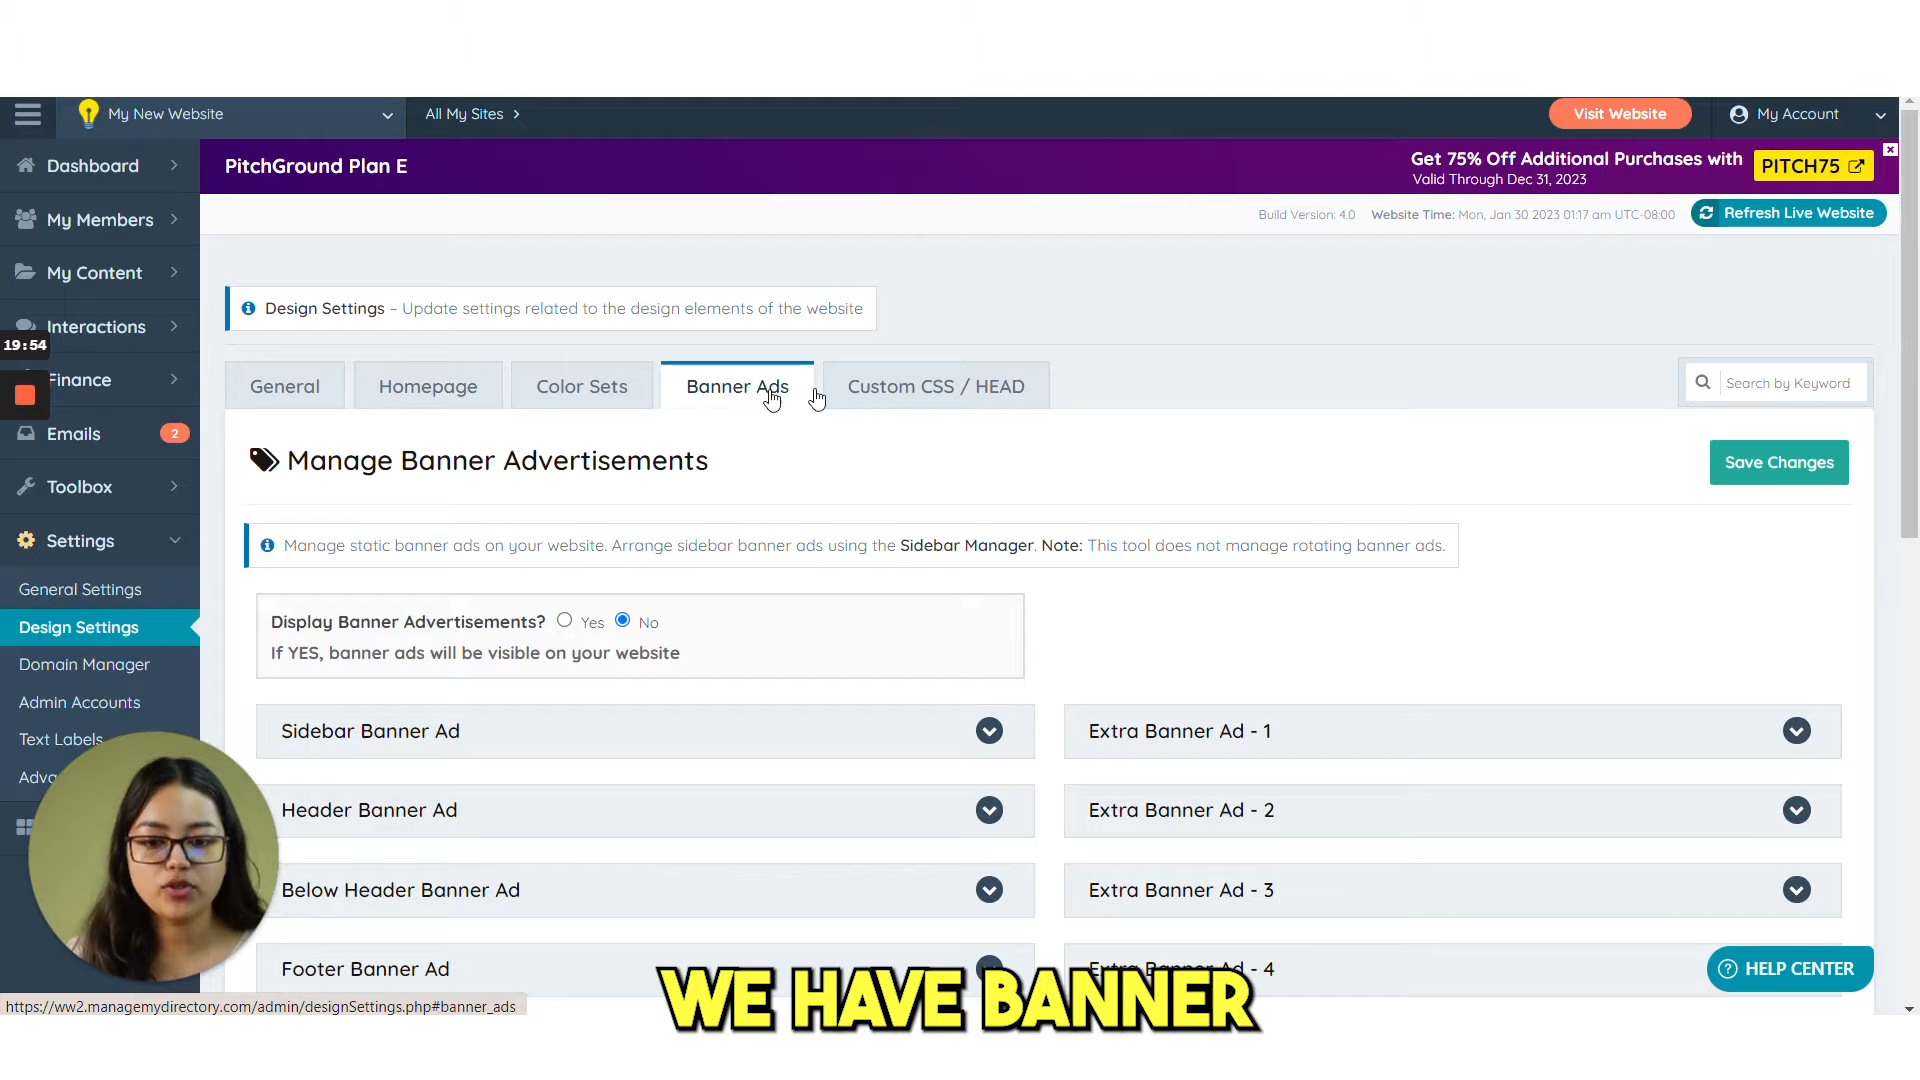 My New Website
All My Sites
Visit Website
My Account
Dashboard
PitchGround Plan E
Get 75% Off Additional Purchases with
Valid Through Dec 31, 2023
PITCH75
My Members
Build Version: 4.0 Website Time: Mon, Jan 30 2023 01:17 am UTC-08:00
Refresh Live Website
My Content
Design Settings – Update settings related to the design elements of the website
Interactions
19:54
Finance
General
Homepage
Color Sets
Banner Ads
Custom CSS / HEAD
Search by Keyword
Emails 2
Manage Banner Advertisements
Save Changes
Toolbox
Settings
Manage static banner ads on your website. Arrange sidebar banner ads using the Sidebar Manager. Note: This tool does not manage rotating banner ads.
General Settings
Design Settings
Domain Manager
Admin Accounts
Text Labels
Display Banner Advertisements? Yes No
If YES, banner ads will be visible on your website
Sidebar Banner Ad
Extra Banner Ad - 1
Header Banner Ad
Extra Banner Ad - 2
Below Header Banner Ad
Extra Banner Ad - 3
Footer Banner Ad
Extra Banner Ad - 4
HELP CENTER
WE HAVE BANNER
https://ww2.managemydirectory.com/admin/designSettings.php#banner_ads